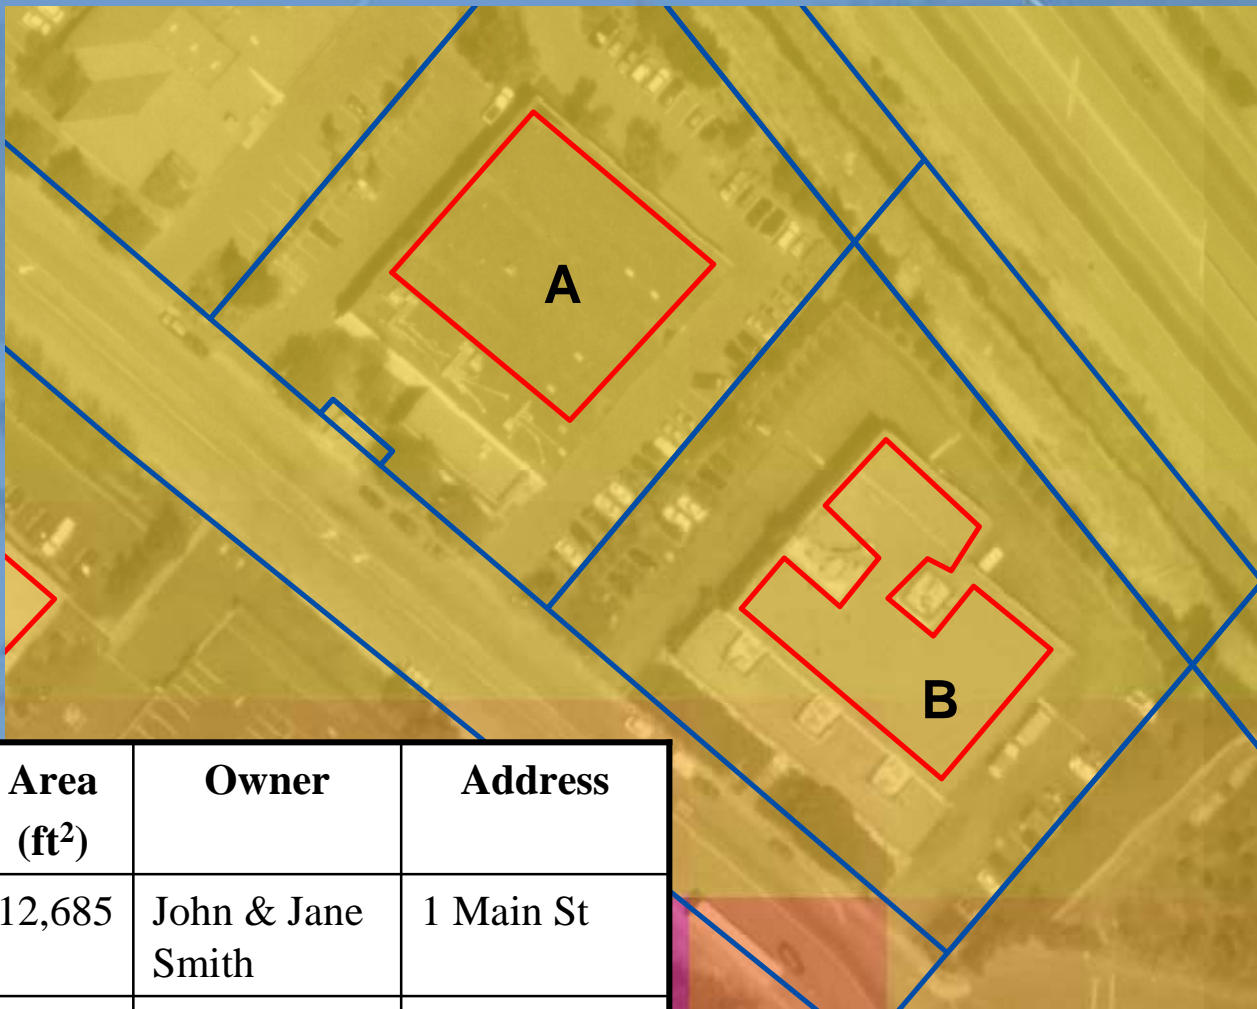 A
B
Area Owner Address
(ft²)
12,685 John & Jane 1 Main St
Smith